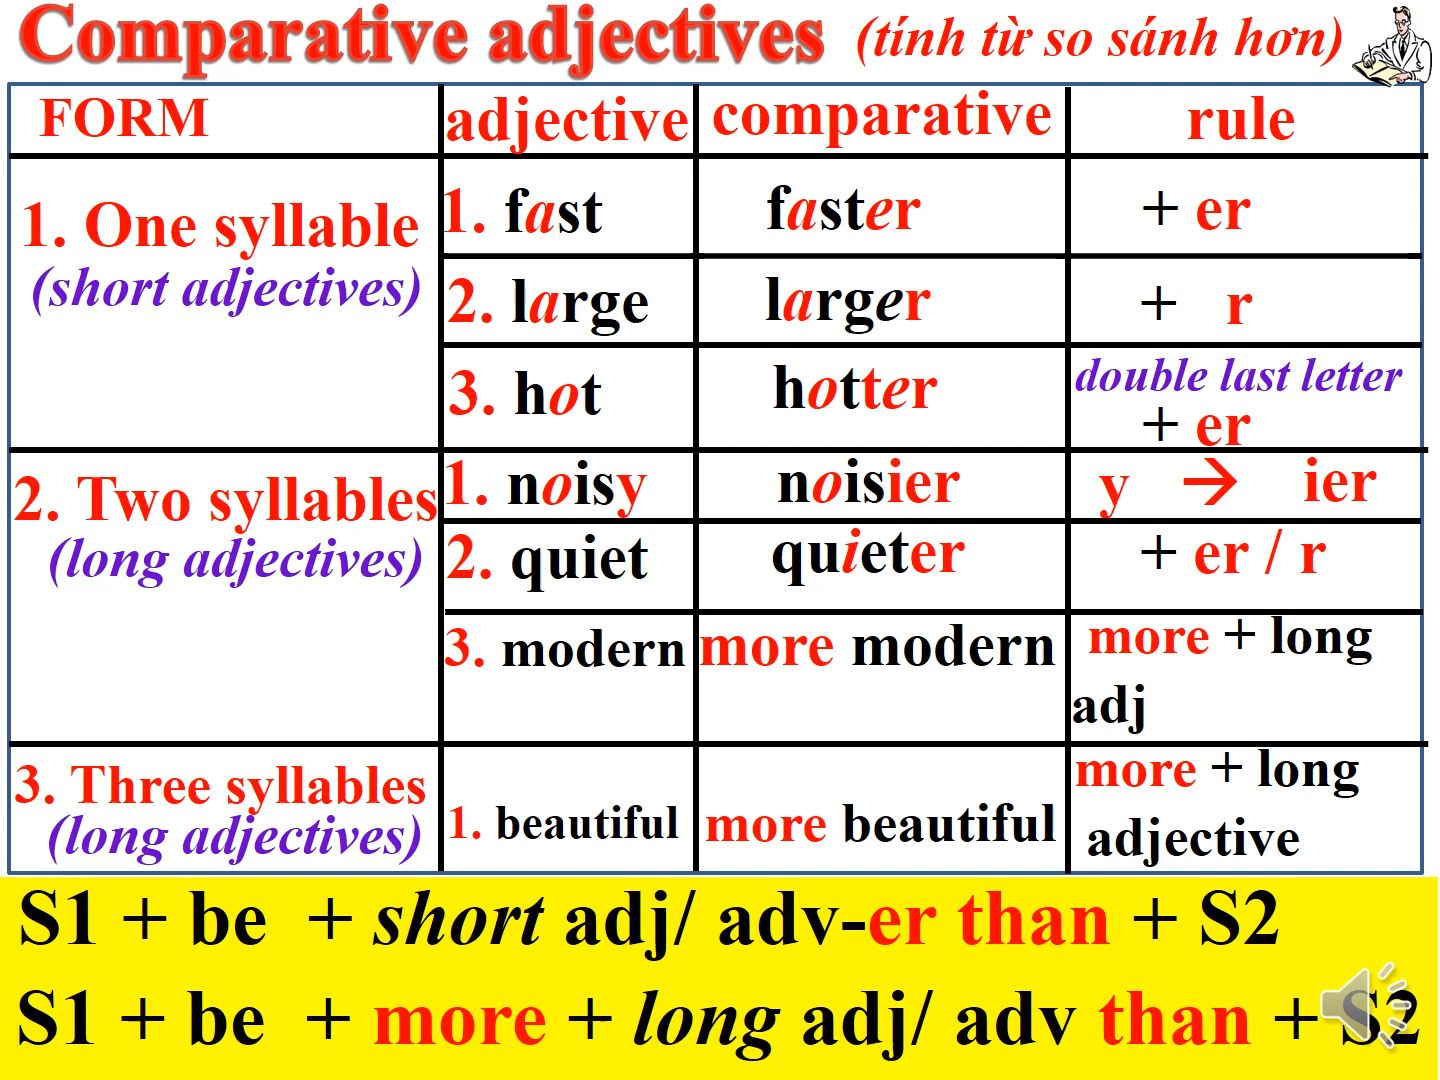 Comparative adjectives (tính từ so sánh hơn)
FORM adjective comparative rule
1. One syllable
(short adjectives)
1. fast faster + er
2. large larger + r
3. hot hotter double last letter
+ er
2. Two syllables
(long adjectives)
1. noisy noisier y → ier
2. quiet quieter + er / r
3. modern more modern more + long
adj
3. Three syllables
(long adjectives)
1. beautiful more beautiful more + long
adjective
S1 + be + short adj/ adv-er than + S2
S1 + be + more + long adj/ adv than + S2